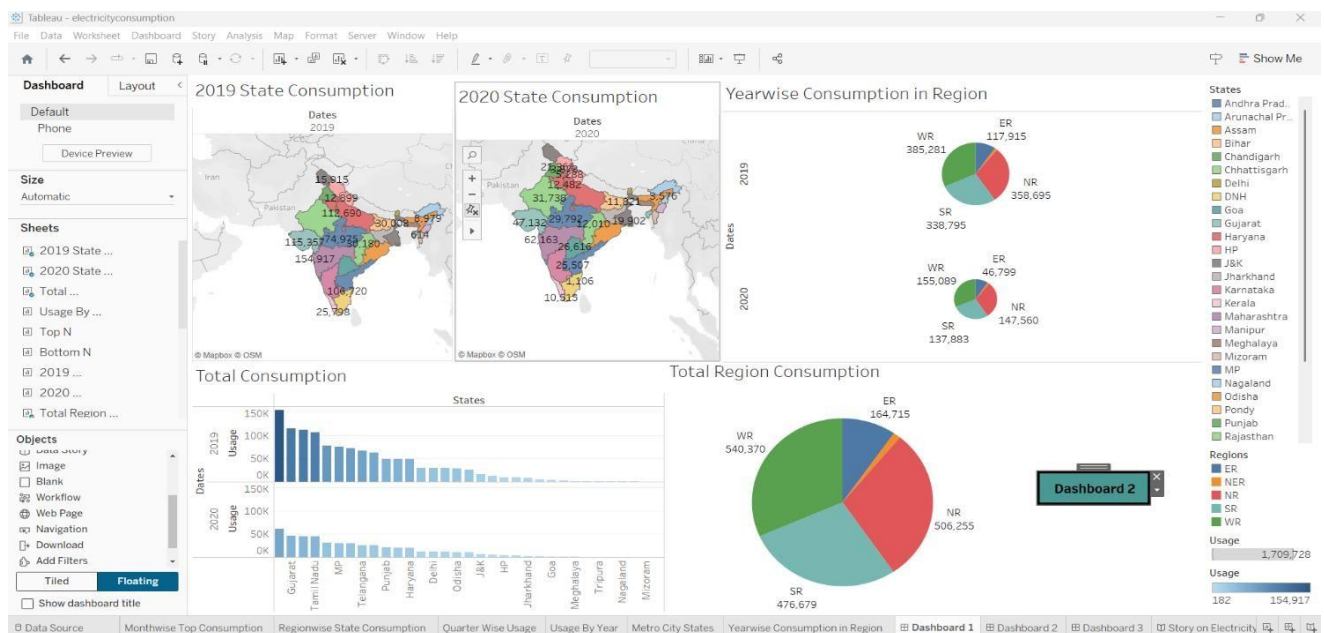 Tableau - electricityconsumption
File Data Worksheet Dashboard Story Analysis Map Format Server Window Help
Show Me
Dashboard Layout
Default
Phone
Device Preview
Size
Automatic
Sheets
2019 State ...
2020 State ...
Total ...
Usage By ...
Top N
Bottom N
2019 ...
2020 ...
Total Region ...
Objects
Data Story
Image
Blank
Workflow
Web Page
Navigation
Download
Add Filters
Tiled Floating
Show dashboard title
2019 State Consumption
Dates
2019
Iran
Pakistan
15,915
12,899
112,690
30,008
8,979
115,357
74,975
614
154,917
106,720
25,798
© Mapbox © OSM
2020 State Consumption
Dates
2020
Pakistan
12,482
31,738
11,321
3,576
47,132
29,792
12,010
19,902
62,163
26,616
25,507
1,106
10,515
© Mapbox © OSM
Yearwise Consumption in Region
Dates
2019
WR
385,281
ER
117,915
NR
358,695
SR
338,795
2020
WR
155,089
ER
46,799
NR
147,560
SR
137,883
Total Consumption
States
Dates
2019
Usage
150K
100K
50K
0K
2020
Usage
150K
100K
50K
0K
Gujarat
Tamil Nadu
MP
Telangana
Punjab
Haryana
Delhi
Odisha
J&K
HP
Jharkhand
Goa
Meghalaya
Tripura
Nagaland
Mizoram
Total Region Consumption
WR
540,370
ER
164,715
NR
506,255
SR
476,679
Dashboard 2
States
Andhra Prad..
Arunachal Pr..
Assam
Bihar
Chandigarh
Chhattisgarh
Delhi
DNH
Goa
Gujarat
Haryana
HP
J&K
Jharkhand
Karnataka
Kerala
Maharashtra
Manipur
Meghalaya
Mizoram
MP
Nagaland
Odisha
Pondy
Punjab
Rajasthan
Regions
ER
NER
NR
SR
WR
Usage
1,709,728
Usage
182 154,917
Data Source Monthwise Top Consumption Regionwise State Consumption Quarter Wise Usage Usage By Year Metro City States Yearwise Consumption in Region Dashboard 1 Dashboard 2 Dashboard 3 Story on Electricity